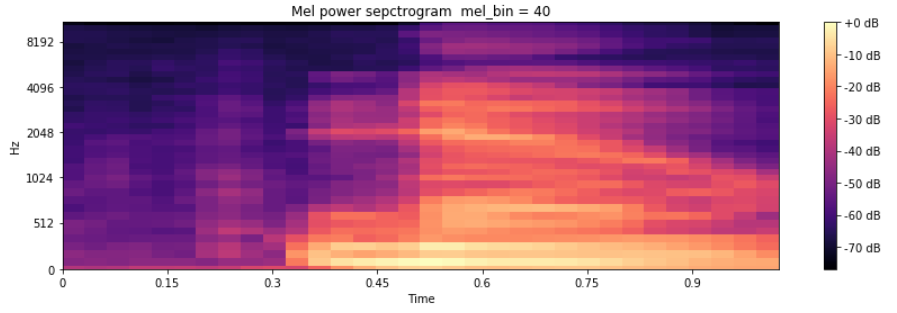 Mel power sepctrogram  mel_bin = 40
Hz
8192
4096
2048
1024
512
0
0
0.15
0.3
0.45
0.6
0.75
0.9
Time
+0 dB
-10 dB
-20 dB
-30 dB
-40 dB
-50 dB
-60 dB
-70 dB